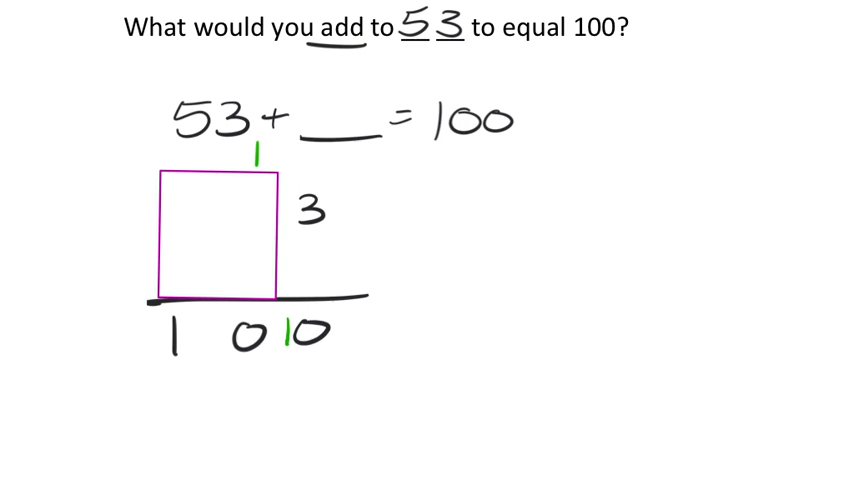 What would you add to 53 to equal 100?
53 + ___ = 100
1
3
1 0 10